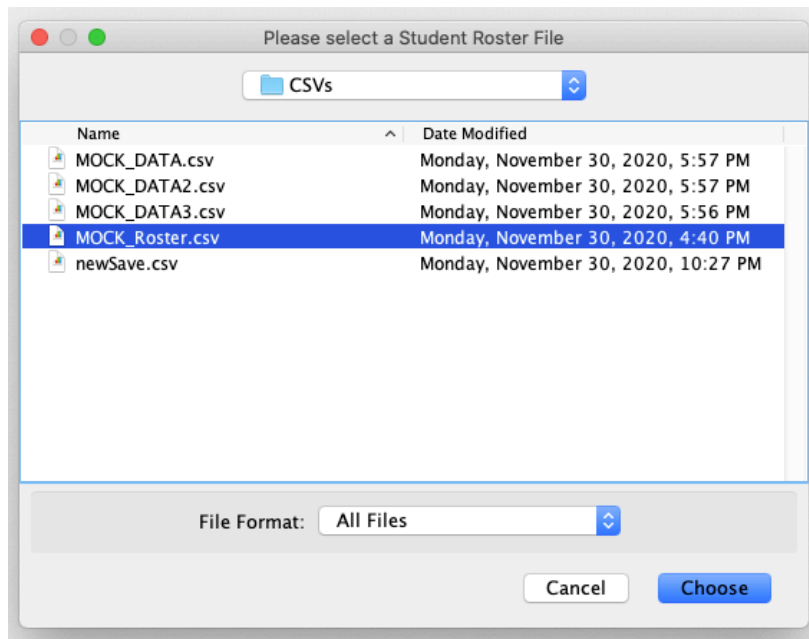 Please select a Student Roster File
CSVs
Name Date Modified
MOCK_DATA.csv Monday, November 30, 2020, 5:57 PM
MOCK_DATA2.csv Monday, November 30, 2020, 5:57 PM
MOCK_DATA3.csv Monday, November 30, 2020, 5:56 PM
MOCK_Roster.csv Monday, November 30, 2020, 4:40 PM
newSave.csv Monday, November 30, 2020, 10:27 PM
File Format: All Files
Cancel Choose